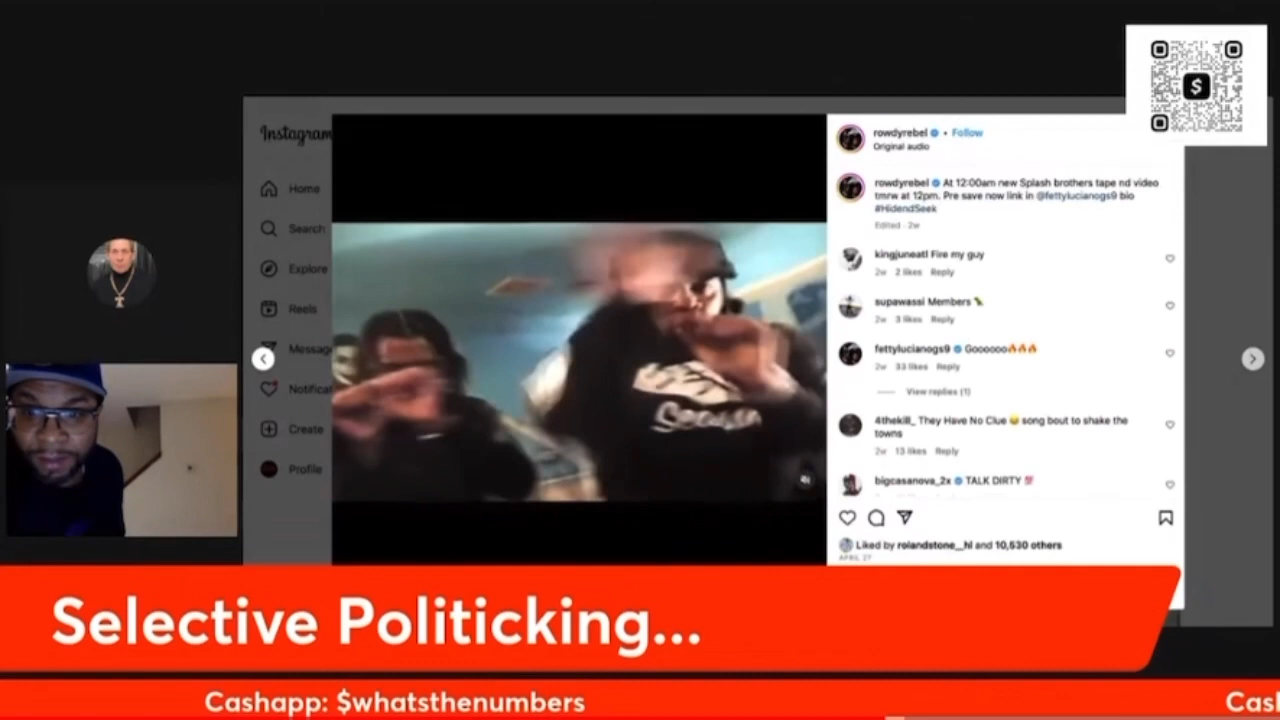 Instagram
Home
Search
Explore
Reels
Messag
Notificat
Create
Profile
Season
rowdyrebel • Follow
Original audio
rowdyrebel At 12:00am new Splash brothers tape nd video
tmrw at 12pm. Pre save now link in @fettylucianogs9 bio
#HidendSeek
Edited · 2w
kingjuneatl Fire my guy
2w 2 likes Reply
supawassi Members 🦜
2w 3 likes Reply
fettylucianogs9 Goooooo🔥🔥🔥
2w 33 likes Reply
View replies (1)
4thekill_ They Have No Clue 😂 song bout to shake the
towns
2w 13 likes Reply
bigcasanova_2x TALK DIRTY 💯
Liked by rolandstone__hl and 10,530 others
APRIL 27
$
Selective Politicking...
Cashapp: $whatsthenumbers
Cas